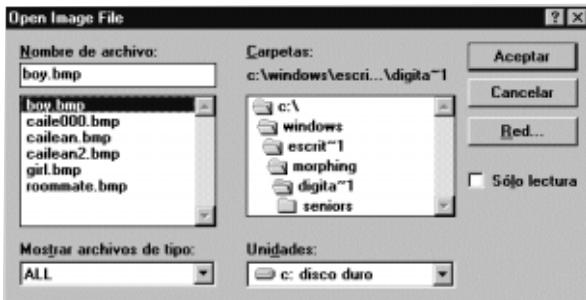 Open Image File
Nombre de archivo:
boy.bmp
boy.bmp
caile000.bmp
cailean.bmp
cailean2.bmp
girl.bmp
roommate.bmp
Mostrar archivos de tipo:
ALL
Carpetas:
c:\windows\escri...\digita~1
c:\
windows
escrit~1
morphing
digita~1
seniors
Unidades:
c: disco duro
Aceptar
Cancelar
Red...
Sólo lectura